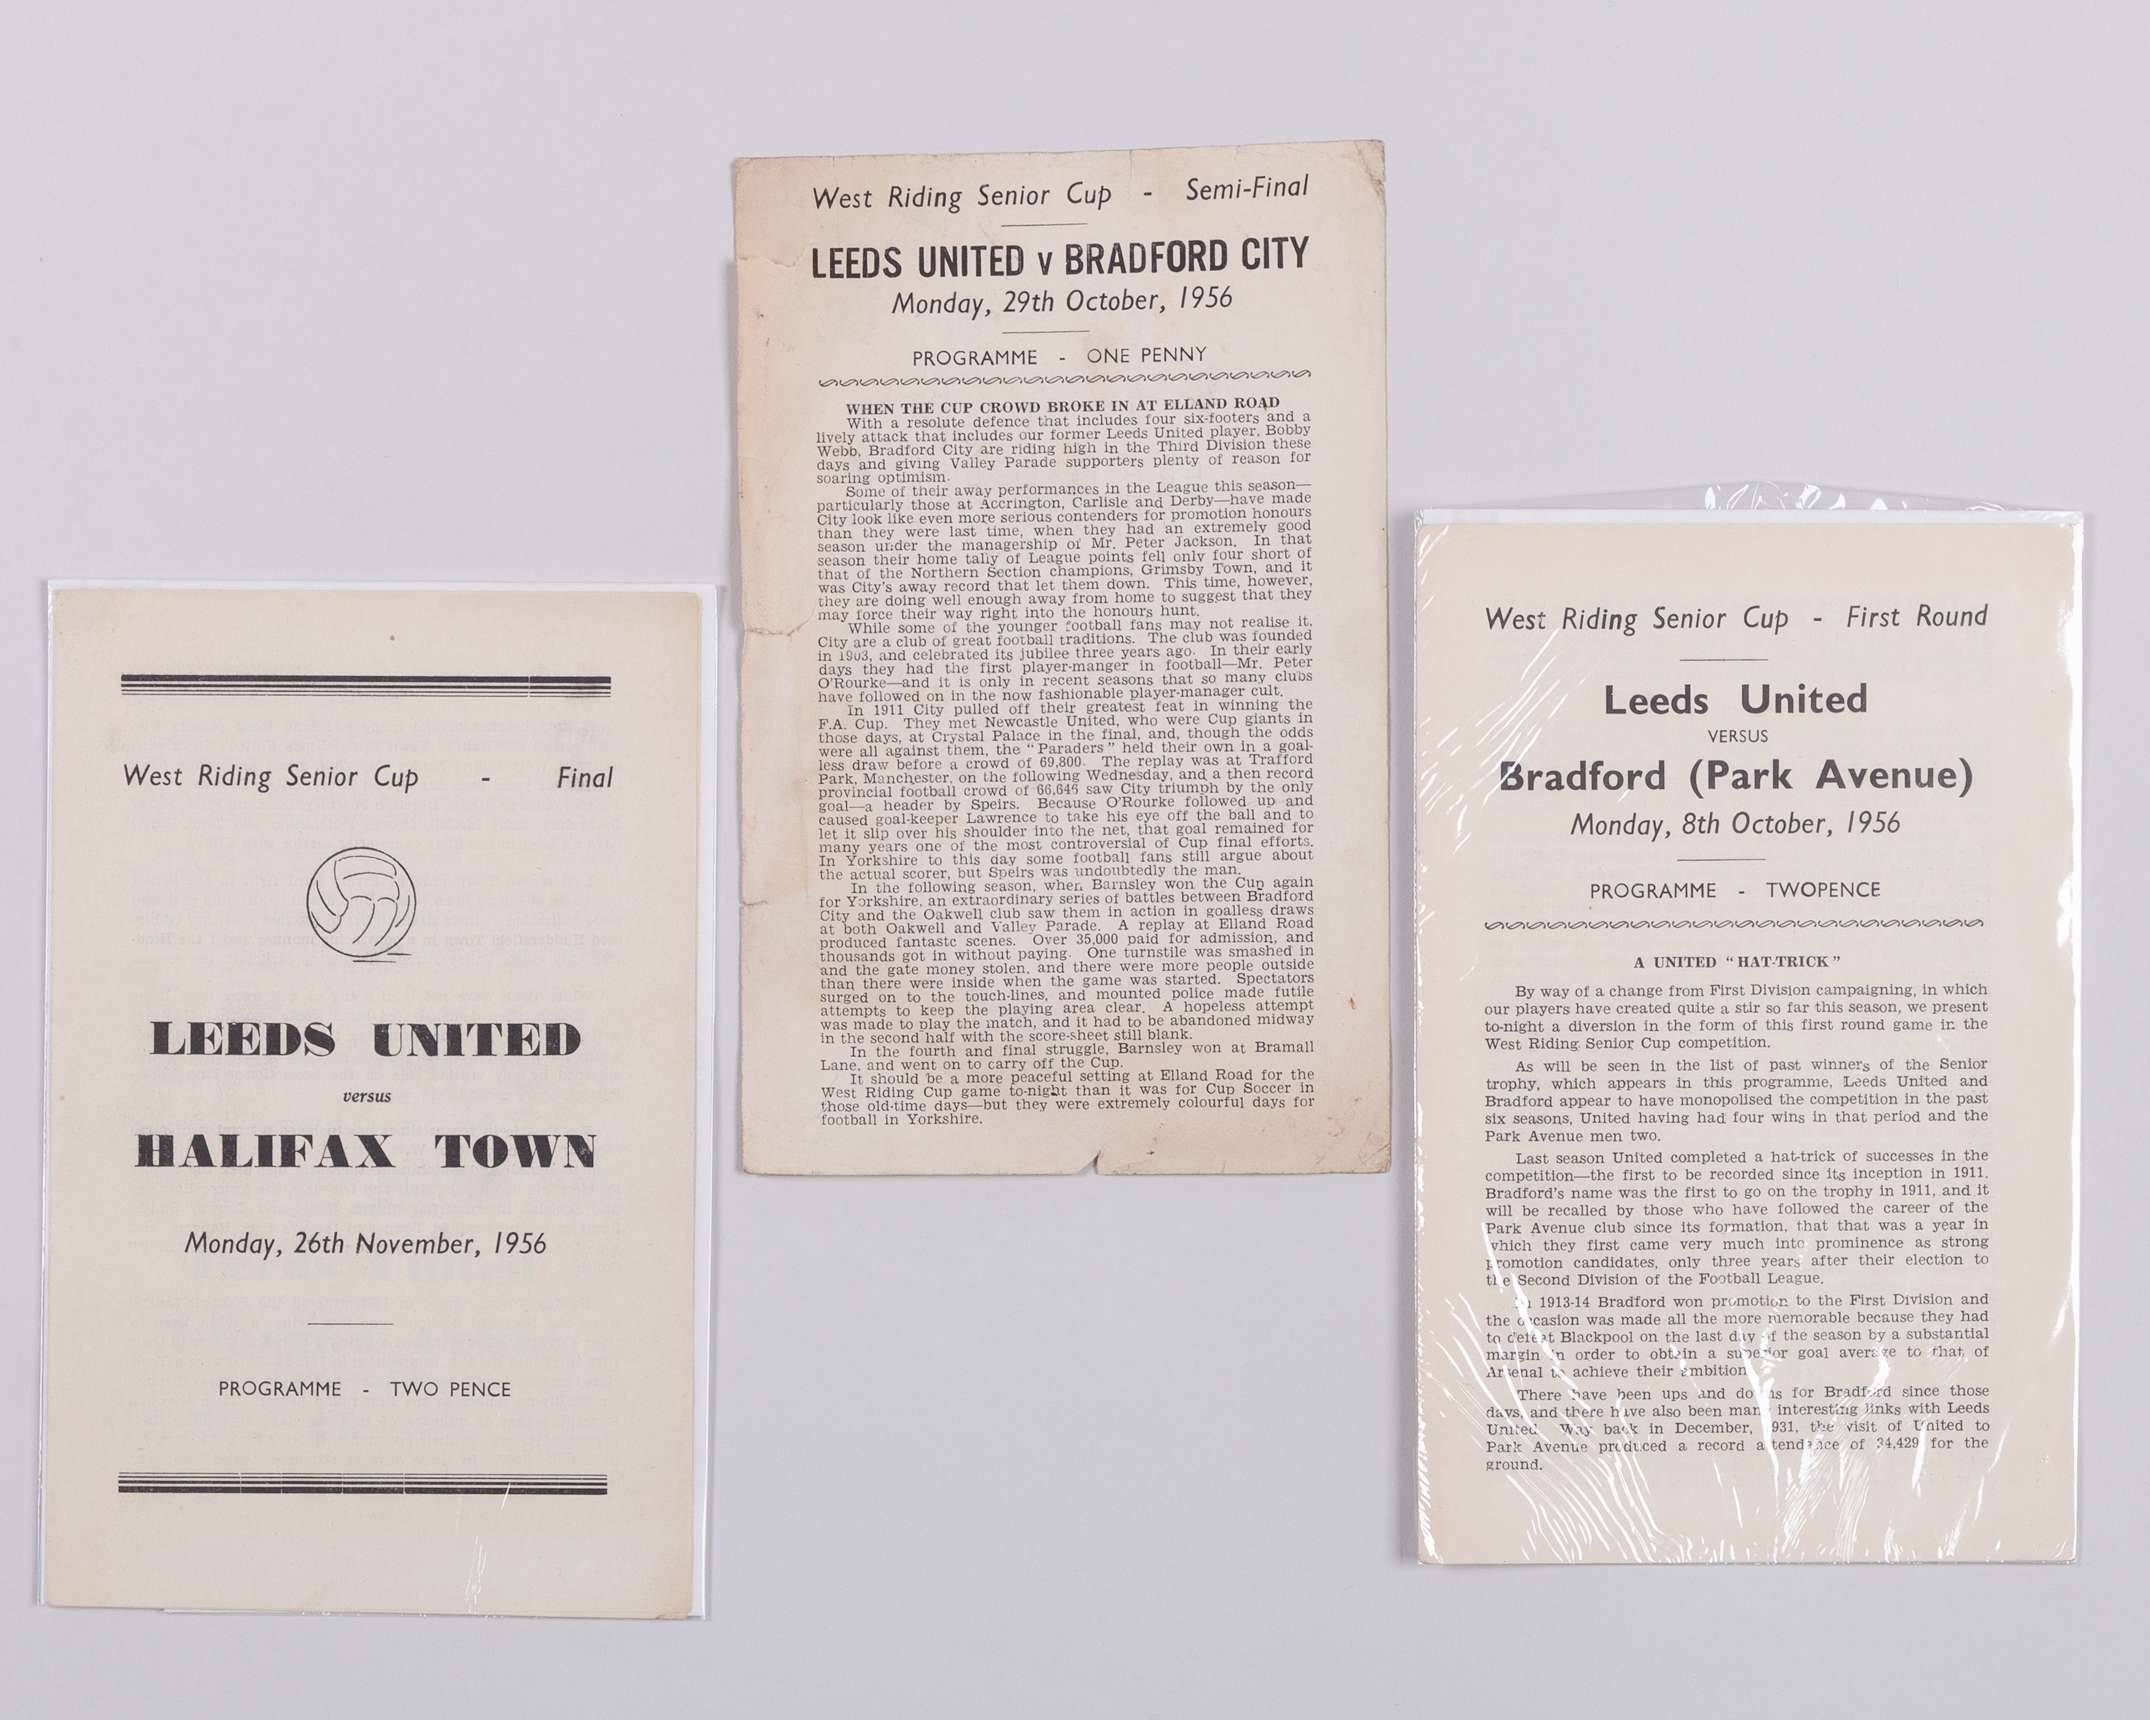 West Riding Senior Cup - Final
LEEDS UNITED
versus
HALIFAX TOWN
Monday, 26th November, 1956
PROGRAMME - TWO PENCE
West Riding Senior Cup - Semi-Final
LEEDS UNITED v BRADFORD CITY
Monday, 29th October, 1956
PROGRAMME - ONE PENNY
WHEN THE CUP CROWD BROKE IN AT ELLAND ROAD
With a resolute defence that includes four six-footers and a
lively attack that includes our former Leeds United player, Bobby
Webb, Bradford City are riding high in the Third Division these
days and giving Valley Parade supporters plenty of reason for
soaring optimism.
Some of their away performances in the League this season—
particularly those at Accrington, Carlisle and Derby—have made
City look like even more serious contenders for promotion honours
than they were last time, when they had an extremely good
season under the managership of Mr. Peter Jackson. In that
season their home tally of League points fell only four short of
that of the Northern Section champions, Grimsby Town, and it
was City's away record that let them down. This time, however,
they are doing well enough away from home to suggest that they
may force their way right into the honours hunt.
While some of the younger football fans may not realise it,
City are a club of great football traditions. The club was founded
in 1903, and celebrated its jubilee three years ago. In their early
days they had the first player-manger in football—Mr. Peter
O'Rourke—and it is only in recent seasons that so many clubs
have followed on in the now fashionable player-manager cult.
In 1911 City pulled off their greatest feat in winning the
F.A. Cup. They met Newcastle United, who were Cup giants in
those days, at Crystal Palace in the final, and, though the odds
were all against them, the "Paraders" held their own in a goal-
less draw before a crowd of 69,800. The replay was at Trafford
Park, Manchester, on the following Wednesday, and a then record
provincial football crowd of 66,646 saw City triumph by the only
goal—a header by Speirs. Because O'Rourke followed up and
caused goal-keeper Lawrence to take his eye off the ball and to
let it slip over his shoulder into the net, that goal remained for
many years one of the most controversial of Cup final efforts.
In Yorkshire to this day some football fans still argue about
the actual scorer, but Speirs was undoubtedly the man.
In the following season, when Barnsley won the Cup again
for Yorkshire, an extraordinary series of battles between Bradford
City and the Oakwell club saw them in action in goalless draws
at both Oakwell and Valley Parade. A replay at Elland Road
produced fantastc scenes. Over 35,000 paid for admission, and
thousands got in without paying. One turnstile was smashed in
and the gate money stolen, and there were more people outside
than there were inside when the game was started. Spectators
surged on to the touch-lines, and mounted police made futile
attempts to keep the playing area clear. A hopeless attempt
was made to play the match, and it had to be abandoned midway
in the second half with the score-sheet still blank.
In the fourth and final struggle, Barnsley won at Bramall
Lane, and went on to carry off the Cup.
It should be a more peaceful setting at Elland Road for the
West Riding Cup game to-night than it was for Cup Soccer in
those old-time days—but they were extremely colourful days for
football in Yorkshire.
West Riding Senior Cup - First Round
Leeds United
VERSUS
Bradford (Park Avenue)
Monday, 8th October, 1956
PROGRAMME - TWOPENCE
A UNITED "HAT-TRICK"
By way of a change from First Division campaigning, in which
our players have created quite a stir so far this season, we present
to-night a diversion in the form of this first round game in the
West Riding Senior Cup competition.
As will be seen in the list of past winners of the Senior
trophy, which appears in this programme, Leeds United and
Bradford appear to have monopolised the competition in the past
six seasons, United having had four wins in that period and the
Park Avenue men two.
Last season United completed a hat-trick of successes in the
competition—the first to be recorded since its inception in 1911.
Bradford's name was the first to go on the trophy in 1911, and it
will be recalled by those who have followed the career of the
Park Avenue club since its formation, that that was a year in
which they first came very much into prominence as strong
promotion candidates, only three years after their election to
the Second Division of the Football League.
In 1913-14 Bradford won promotion to the First Division and
the occasion was made all the more memorable because they had
to defeat Blackpool on the last day of the season by a substantial
margin in order to obtain a superior goal average to that of
Arsenal to achieve their ambition.
There have been ups and downs for Bradford since those
days, and there have also been many interesting links with Leeds
United. Way back in December, 1931, the visit of United to
Park Avenue produced a record attendance of 34,429 for the
ground.